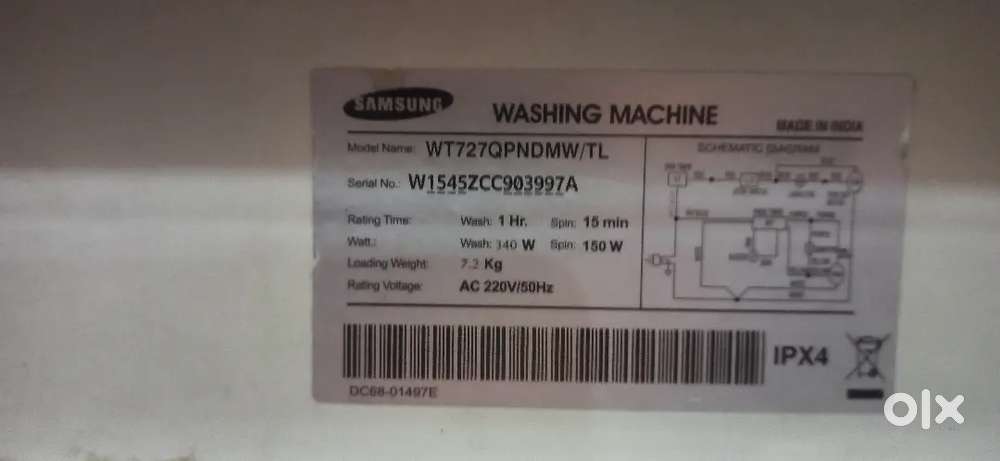 SAMSUNG
WASHING MACHINE
MADE IN INDIA
Model Name: WT727QPNDMW/TL
SCHEMATIC DIAGRAM
Serial No.: W1545ZCC903997A
Rating Time: Wash: 1 Hr. Spin: 15 min
Watt.: Wash: 340 W Spin: 150 W
Loading Weight: 7.2 Kg
Rating Voltage: AC 220V/50Hz
IPX4
DC68-01497E
olx